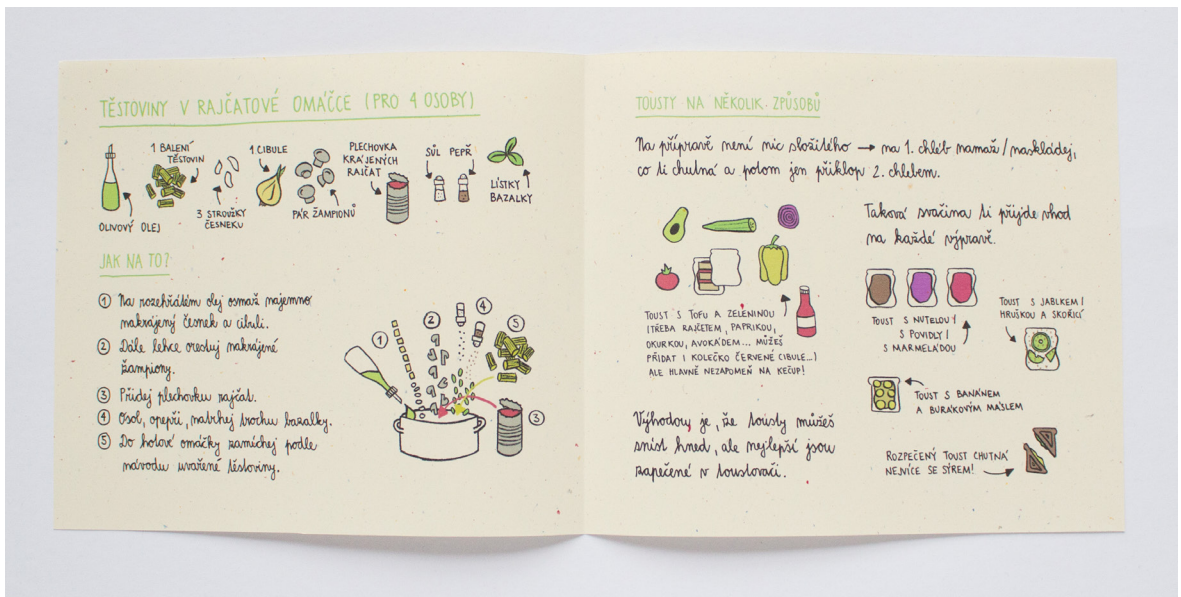 TĚSTOVINY V RAJČATOVÉ OMÁČCE (PRO 4 OSOBY)
OLIVOVÝ OLEJ
1 BALENÍ
TĚSTOVIN
3 STROUŽKY
ČESNEKU
1 CIBULE
PÁR ŽAMPIONŮ
PLECHOVKA
KRÁJENÝCH
RAJČAT
SŮL PEPŘ
LÍSTKY
BAZALKY
JAK NA TO?
1 Na rozehřátém olej osmaž najemno
nakrájený česnek a cibuli.
2 Dále lehce orestuj nakrájené
žampiony.
3 Přidej plechovku rajčat.
4 Osol, opepři, natrhej trochu bazalky.
5 Do hotové omáčky zamíchej podle
návodu uvařené těstoviny.
1
2
4
5
3
TOUSTY NA NĚKOLIK ZPŮSOBŮ
Na přípravě není nic složitého → na 1. chléb namaž/naskládej,
co ti chutná a potom jen přiklop 2. chlebem.
TOUST S TOFU A ZELENINOU
(TŘEBA RAJČETEM, PAPRIKOU,
OKURKOU, AVOKÁDEM... MŮŽEŠ
PŘIDAT I KOLEČKO ČERVENÉ CIBULE...)
ALE HLAVNĚ NEZAPOMEŇ NA KEČUP!
Výhodou je, že tousty můžeš
sníst hned, ale nejlepší jsou
zapečené v toustovači.
Taková svačina ti přijde vhod
na každé výpravě.
TOUST S NUTELOU/
S POVIDLY/
S MARMELÁDOU
TOUST S JABLKEM/
HRUŠKOU A SKOŘICÍ
TOUST S BANÁNEM
A BURÁKOVÝM MÁSLEM
ROZPEČENÝ TOUST CHUTNÁ
NEJVÍCE SE SÝREM!